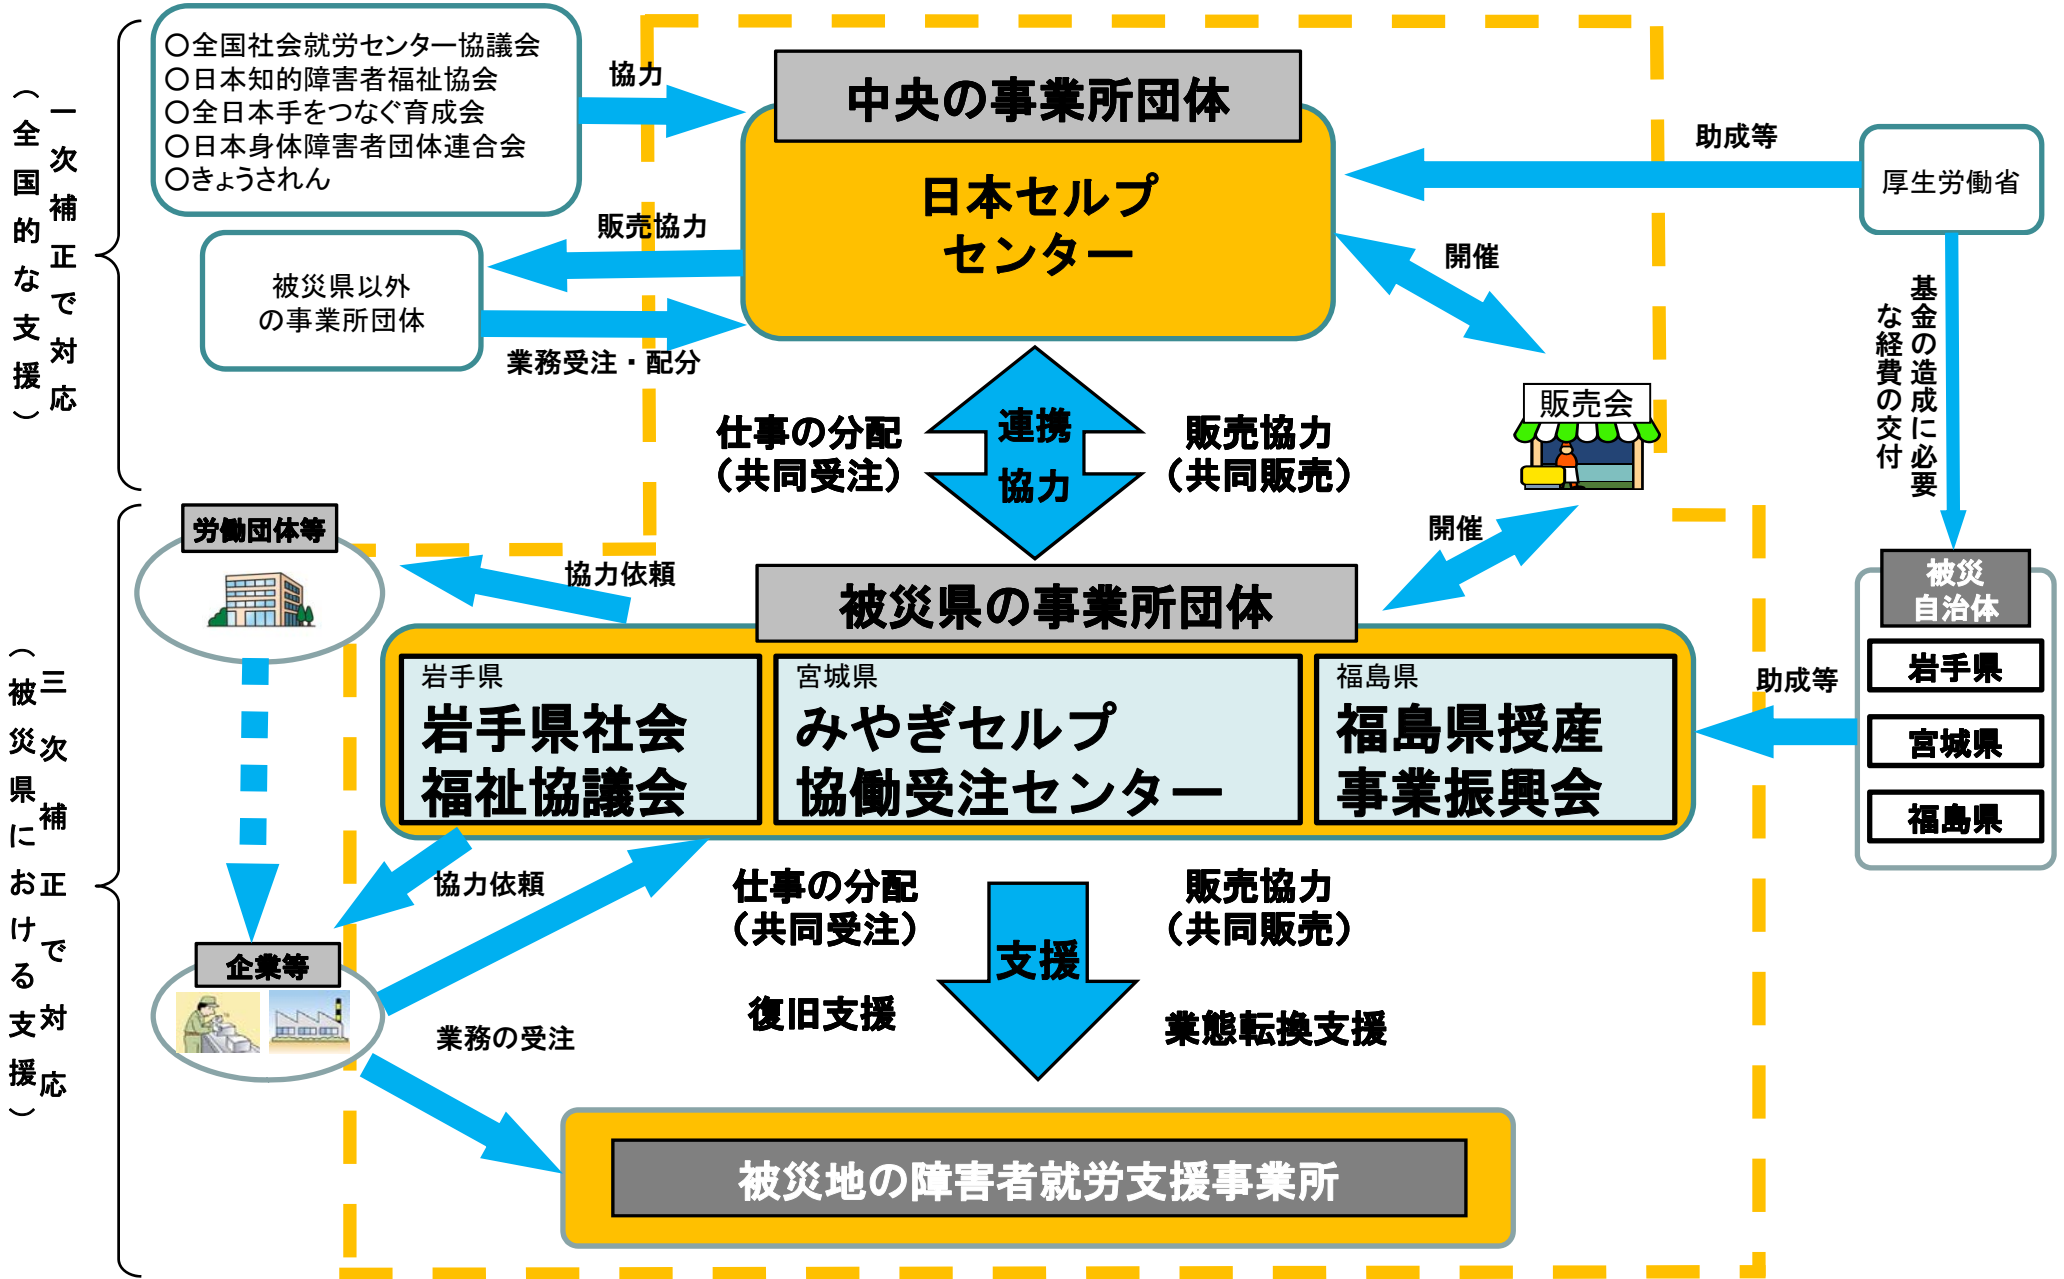 一次補正で対応
（全国的な支援）
〇全国社会就労センター協議会
〇日本知的障害者福祉協会
〇全日本手をつなぐ育成会
〇日本身体障害者団体連合会
〇きょうされん
協力
中央の事業所団体
日本セルプ
センター
助成等
厚生労働省
販売協力
被災県以外
の事業所団体
業務受注・配分
開催
基金の造成に必要
な経費の交付
販売会
仕事の分配
（共同受注）
連携
協力
販売協力
（共同販売）
開催
三次補正で対応
（被災県における支援）
労働団体等
協力依頼
被災県の事業所団体
岩手県
岩手県社会
福祉協議会
宮城県
みやぎセルプ
協働受注センター
福島県
福島県授産
事業振興会
助成等
被災
自治体
岩手県
宮城県
福島県
協力依頼
企業等
業務の受注
仕事の分配
（共同受注）
復旧支援
支援
販売協力
（共同販売）
業態転換支援
被災地の障害者就労支援事業所